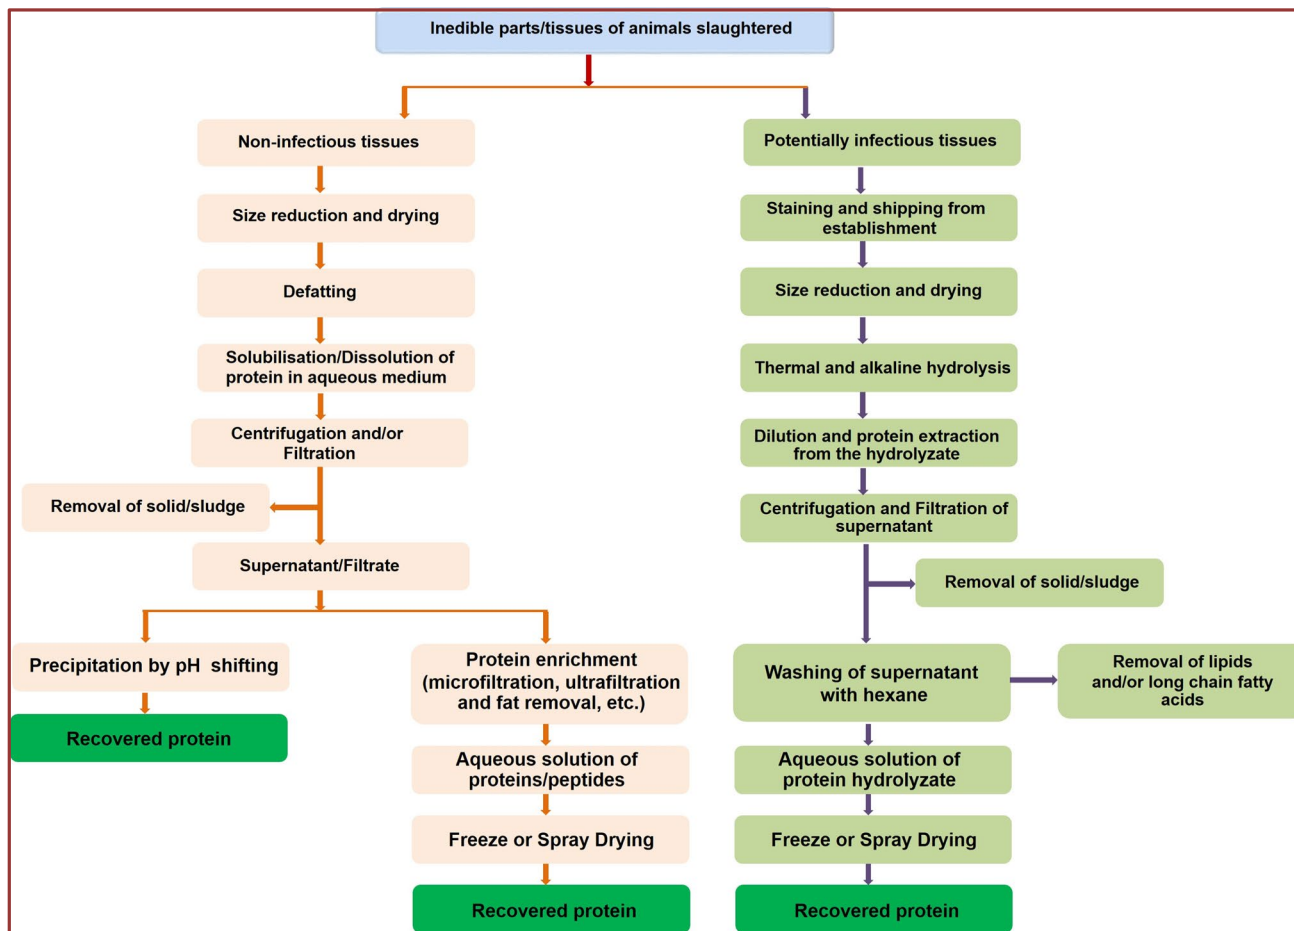 Inedible parts/tissues of animals slaughtered
Non-infectious tissues
Size reduction and drying
Defatting
Solubilisation/Dissolution of
protein in aqueous medium
Centrifugation and/or
Filtration
Removal of solid/sludge
Supernatant/Filtrate
Precipitation by pH shifting
Recovered protein
Protein enrichment
(microfiltration, ultrafiltration
and fat removal, etc.)
Aqueous solution of
proteins/peptides
Freeze or Spray Drying
Recovered protein
Potentially infectious tissues
Staining and shipping from
establishment
Size reduction and drying
Thermal and alkaline hydrolysis
Dilution and protein extraction
from the hydrolyzate
Centrifugation and Filtration of
supernatant
Removal of solid/sludge
Washing of supernatant
with hexane
Removal of lipids
and/or long chain fatty
acids
Aqueous solution of
protein hydrolyzate
Freeze or Spray Drying
Recovered protein